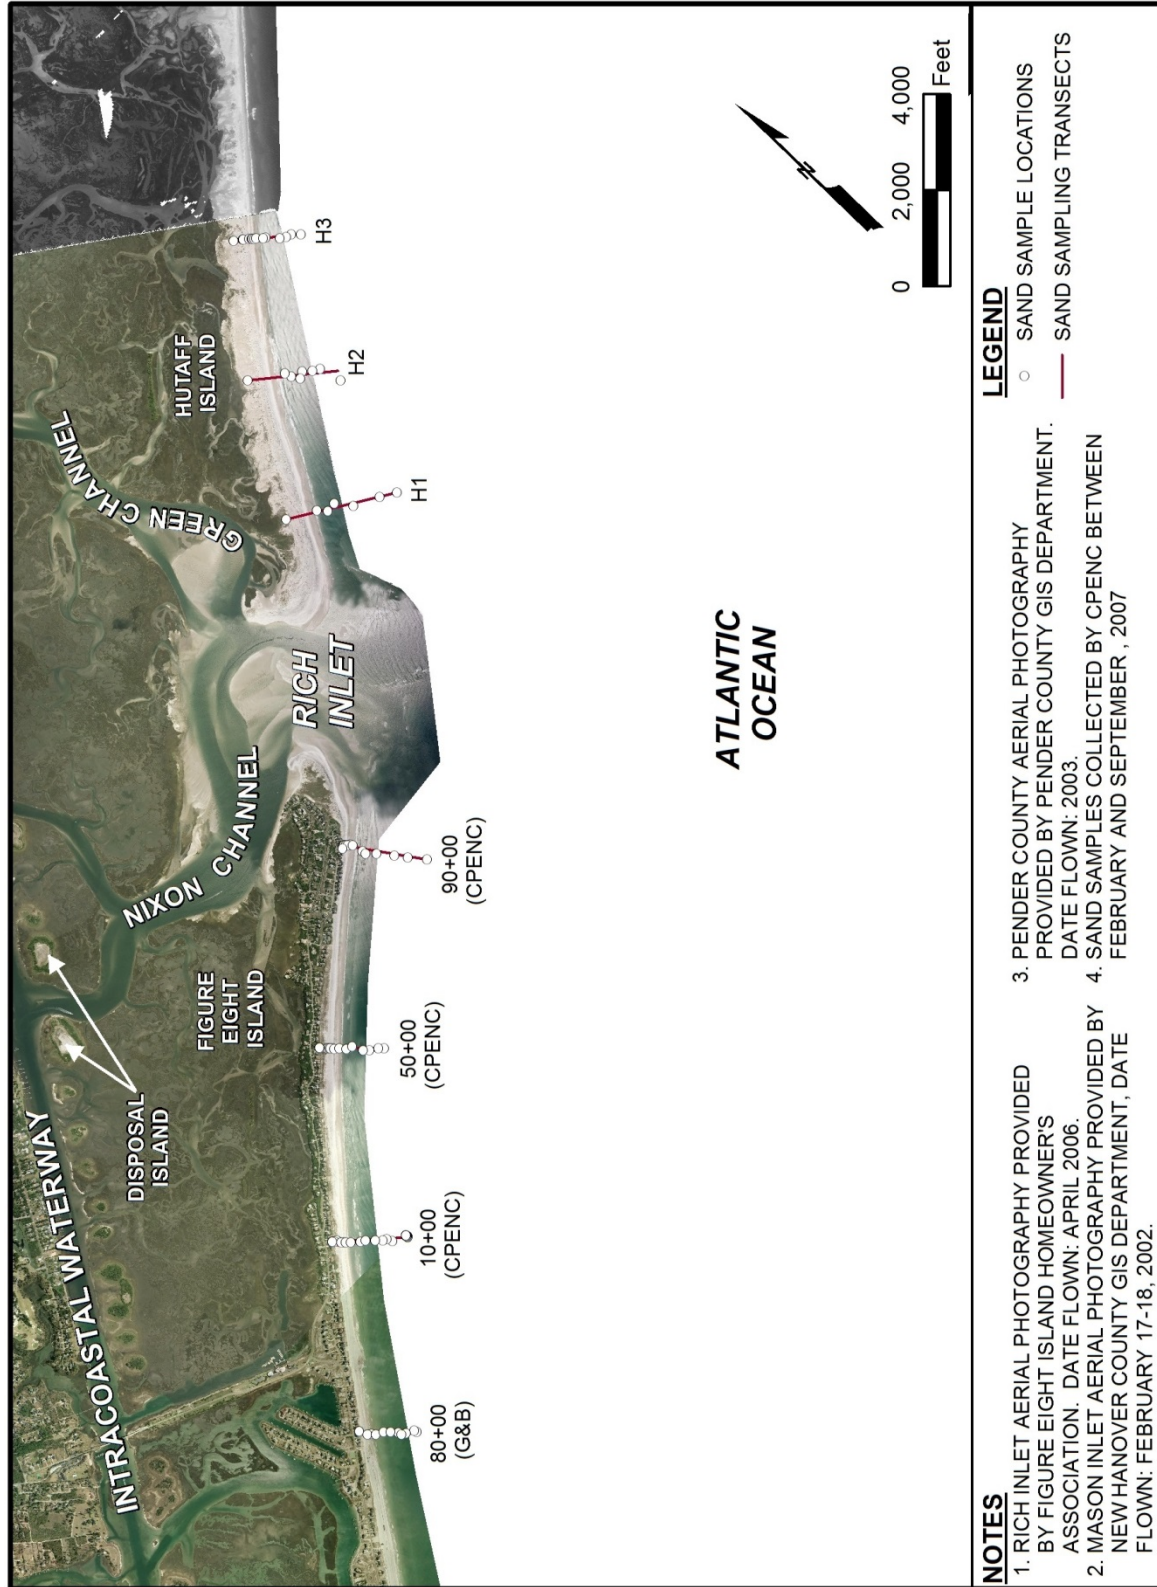 INTRACOASTAL WATERWAY
DISPOSAL
ISLAND
NIXON CHANNEL
GREEN CHANNEL
FIGURE
EIGHT
ISLAND
HUTAFF
ISLAND
RICH
INLET
80+00
(G&B)
10+00
(CPENC)
50+00
(CPENC)
90+00
(CPENC)
H1
H2
H3
ATLANTIC
OCEAN
N
0 2,000 4,000
Feet
NOTES
1. RICH INLET AERIAL PHOTOGRAPHY PROVIDED
BY FIGURE EIGHT ISLAND HOMEOWNER'S
ASSOCIATION. DATE FLOWN: APRIL 2006.
2. MASON INLET AERIAL PHOTOGRAPHY PROVIDED BY
NEW HANOVER COUNTY GIS DEPARTMENT, DATE
FLOWN: FEBRUARY 17-18, 2002.
3. PENDER COUNTY AERIAL PHOTOGRAPHY
PROVIDED BY PENDER COUNTY GIS DEPARTMENT.
DATE FLOWN: 2003.
4. SAND SAMPLES COLLECTED BY CPENC BETWEEN
FEBRUARY AND SEPTEMBER , 2007
LEGEND
SAND SAMPLE LOCATIONS
SAND SAMPLING TRANSECTS